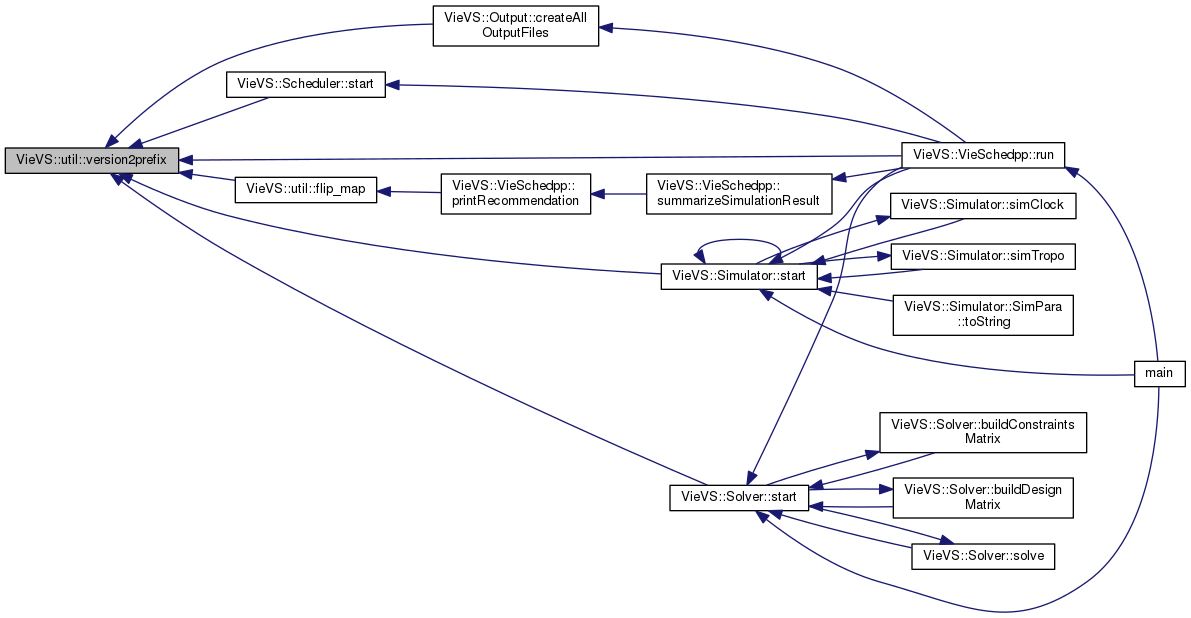 VieVS::Output::createAll
OutputFiles
VieVS::Scheduler::start
VieVS::util::version2prefix
VieVS::VieSchedpp::run
VieVS::util::flip_map
VieVS::VieSchedpp::
printRecommendation
VieVS::VieSchedpp::
summarizeSimulationResult
VieVS::Simulator::simClock
VieVS::Simulator::simTropo
VieVS::Simulator::start
VieVS::Simulator::SimPara
::toString
main
VieVS::Solver::buildConstraints
Matrix
VieVS::Solver::start
VieVS::Solver::buildDesign
Matrix
VieVS::Solver::solve